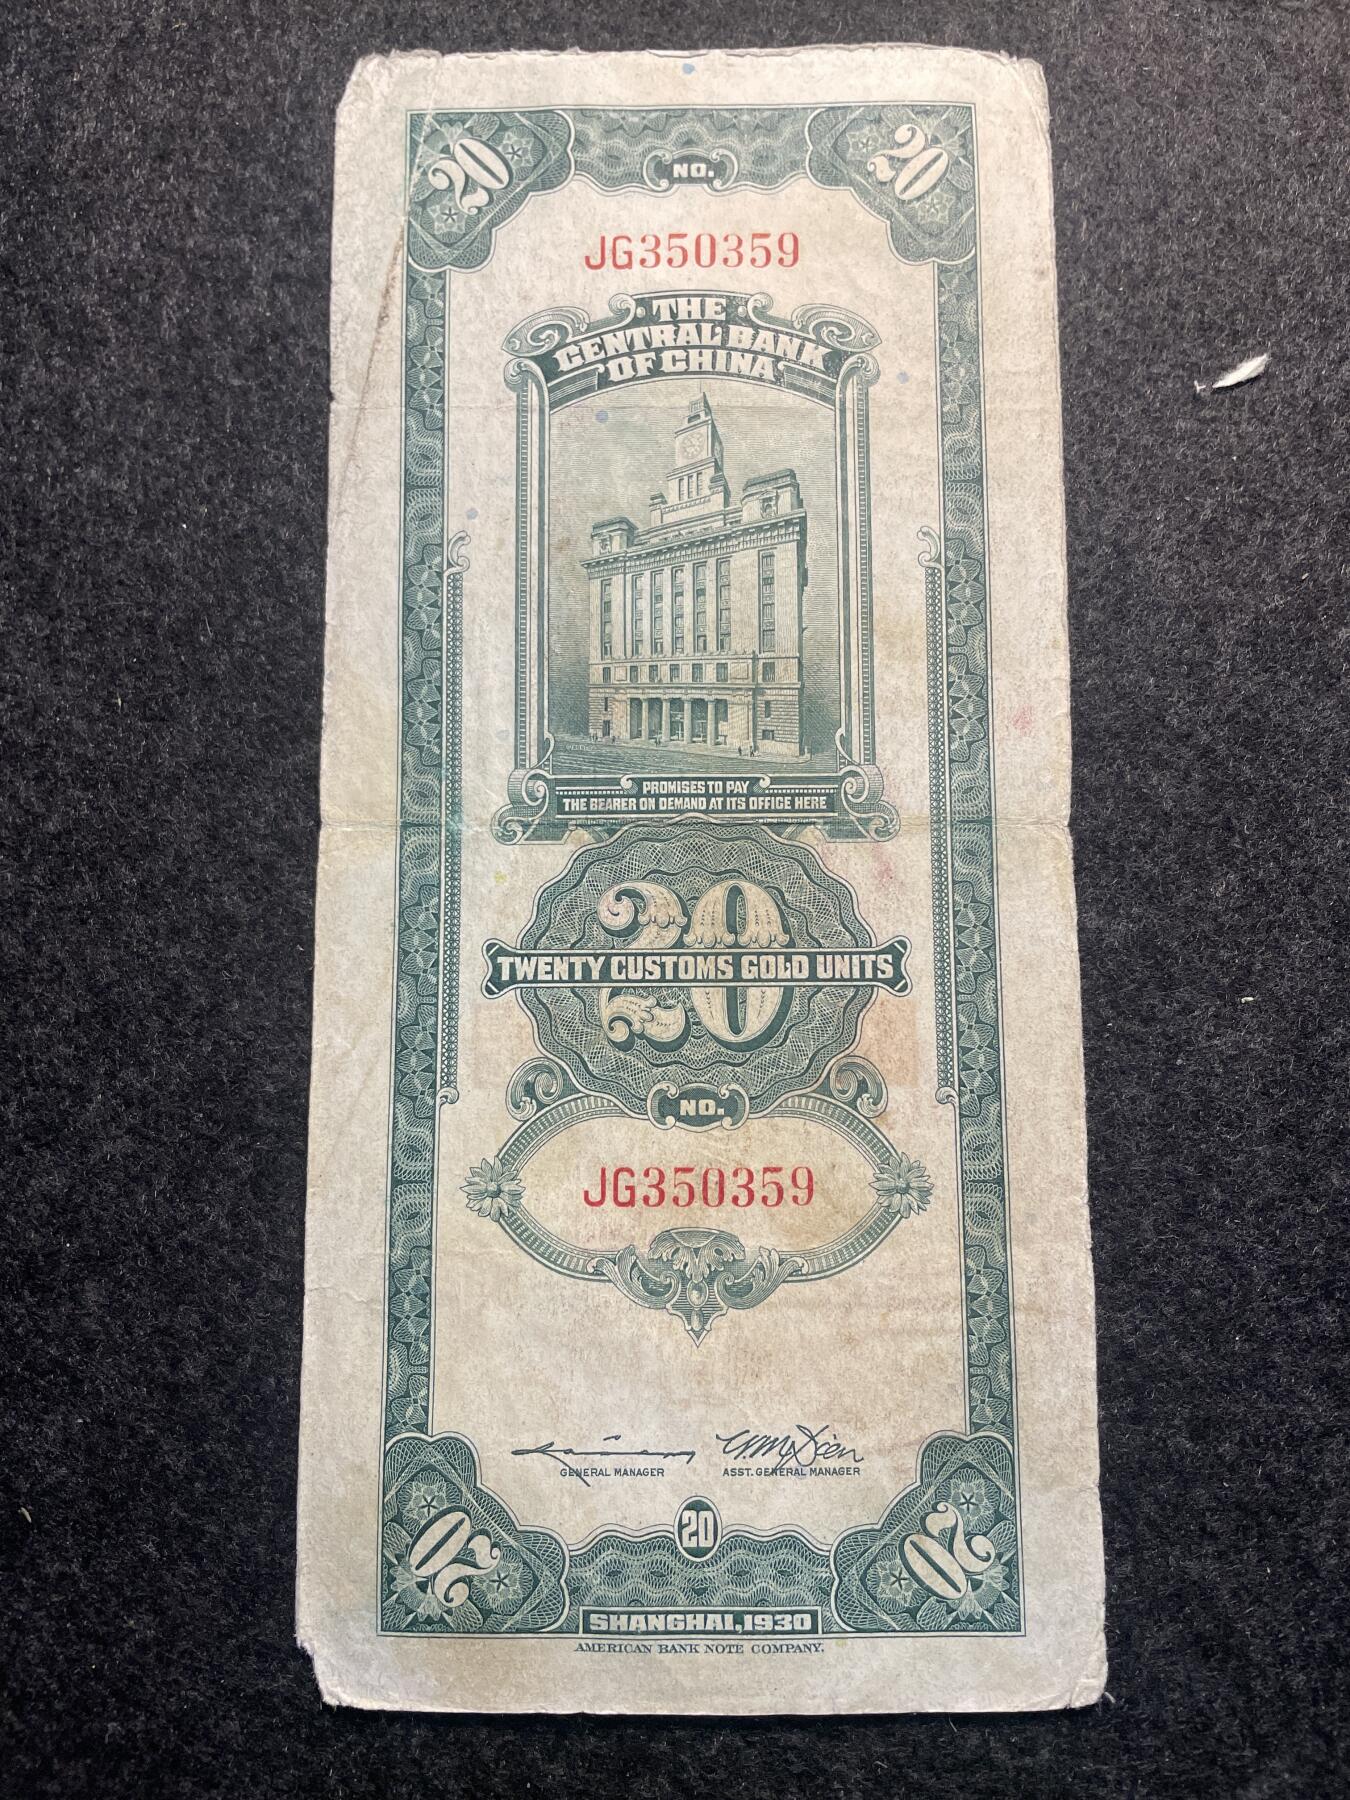 20
NO.
20
JG350359
THE
CENTRAL BANK
OF CHINA
PROMISES TO PAY
THE BEARER ON DEMAND AT ITS OFFICE HERE
20
TWENTY CUSTOMS GOLD UNITS
NO.
JG350359
GENERAL MANAGER
ASST. GENERAL MANAGER
20
20
20
SHANGHAI, 1930
AMERICAN BANK NOTE COMPANY.